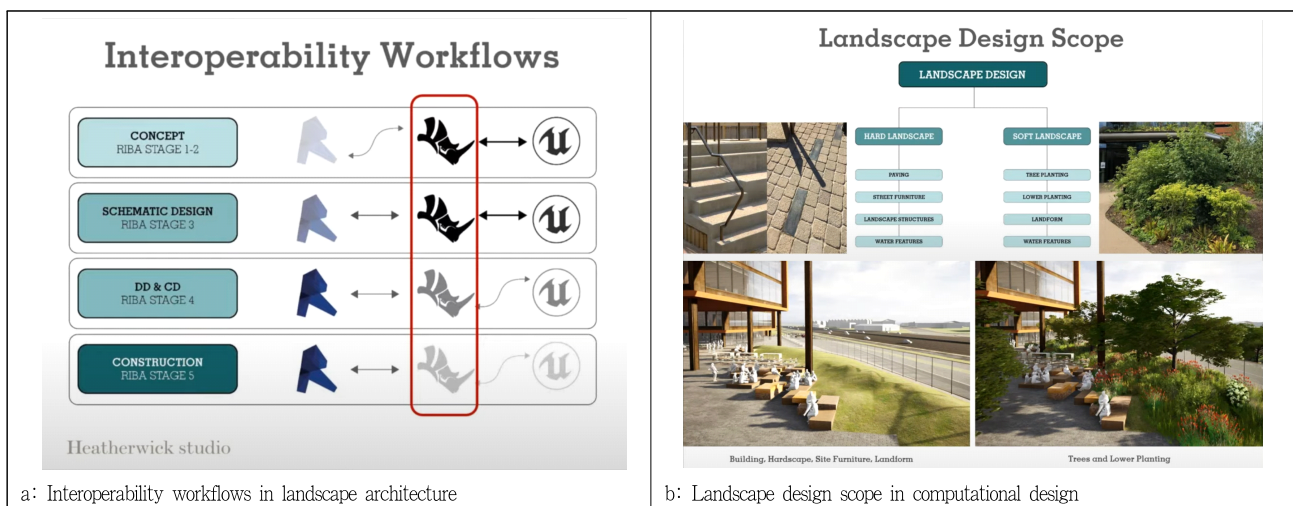 Interoperability Workflows
CONCEPT
RIBA STAGE 1-2
SCHEMATIC DESIGN
RIBA STAGE 3
DD & CD
RIBA STAGE 4
CONSTRUCTION
RIBA STAGE 5
Heatherwick studio
a: Interoperability workflows in landscape architecture
Landscape Design Scope
LANDSCAPE DESIGN
HARD LANDSCAPE
PAVING
STREET FURNITURE
LANDSCAPE STRUCTURES
WATER FEATURES
SOFT LANDSCAPE
TREE PLANTING
LOWER PLANTING
LANDFORM
WATER FEATURES
Building, Hardscape, Site Furniture, Landform
Trees and Lower Planting
b: Landscape design scope in computational design